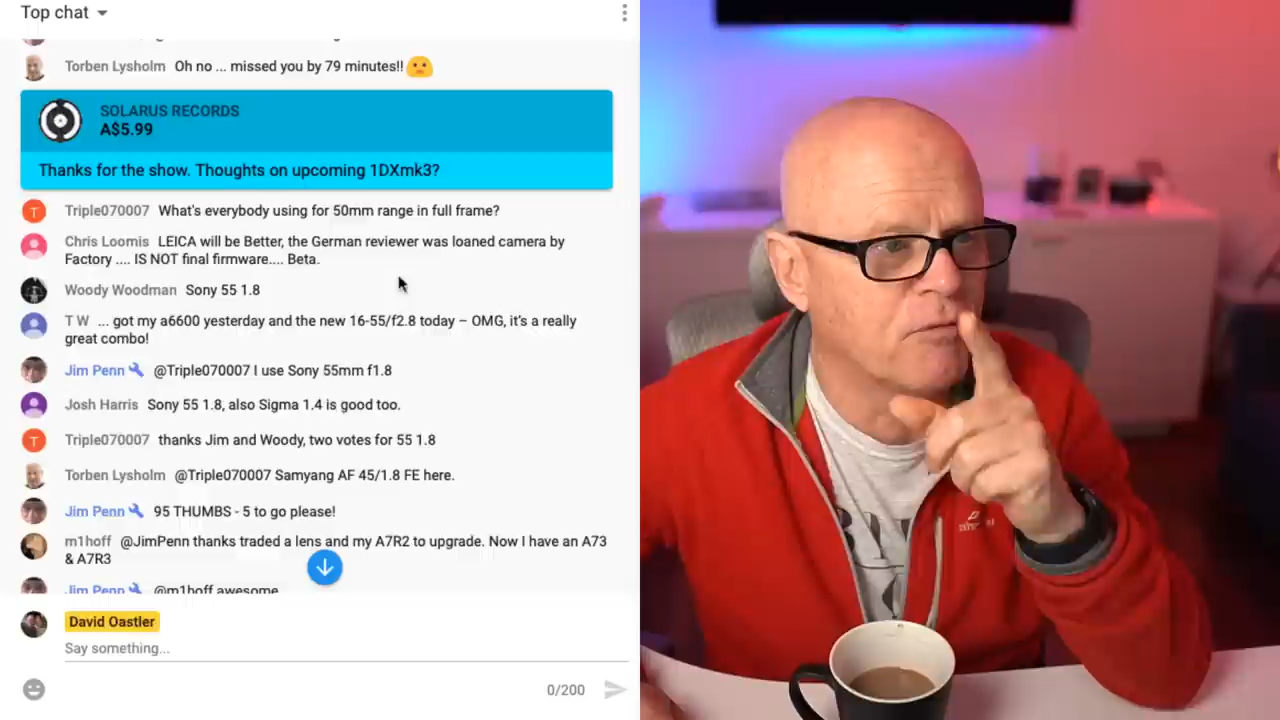 Top chat
Torben Lysholm Oh no ... missed you by 79 minutes!!
SOLARUS RECORDS
A$5.99
Thanks for the show. Thoughts on upcoming 1DXmk3?
Triple070007 What's everybody using for 50mm range in full frame?
Chris Loomis LEICA will be Better, the German reviewer was loaned camera by
Factory .... IS NOT final firmware.... Beta.
Woody Woodman Sony 55 1.8
T W ... got my a6600 yesterday and the new 16-55/f2.8 today – OMG, it's a really
great combo!
Jim Penn @Triple070007 I use Sony 55mm f1.8
Josh Harris Sony 55 1.8, also Sigma 1.4 is good too.
Triple070007 thanks Jim and Woody, two votes for 55 1.8
Torben Lysholm @Triple070007 Samyang AF 45/1.8 FE here.
Jim Penn 95 THUMBS - 5 to go please!
m1hoff @JimPenn thanks traded a lens and my A7R2 to upgrade. Now I have an A73
& A7R3
Jim Penn @m1hoff awesome
David Oastler
Say something...
0/200